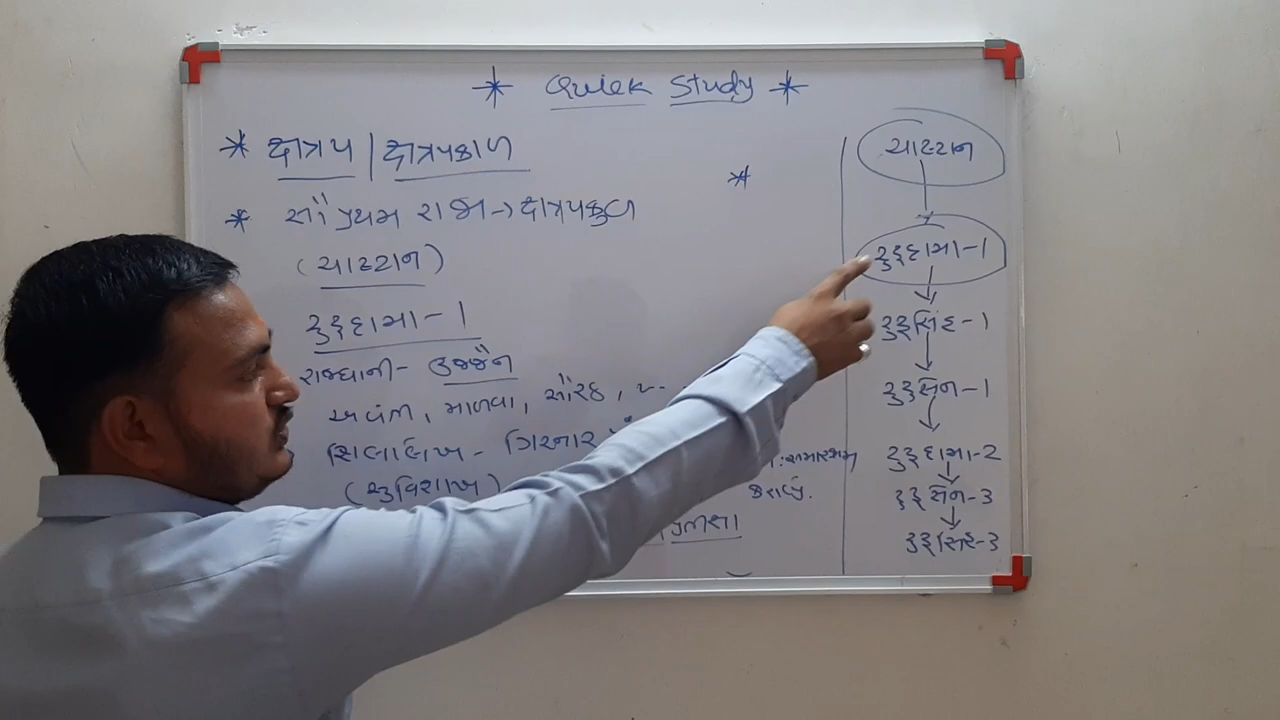 * Quick Study *
* ક્ષત્રપ | ક્ષત્રપકાળ
*
* સૌ પ્રથમ રાજા → ક્ષત્રપકુળ
(ચાષ્ટાન)
રુદ્રદામા-1
રાજધાની- ઉજ્જૈન
અવંતિ, માળવા, સોરઠ,
શિલાલેખ - ગિરનાર
(સુવિશાખ)
કરાવ્યું.
ચાષ્ટાન
રુદ્રદામા-1
રુદ્રસિંહ-1
રુદ્રસેન-1
રુદ્રદામા-2
રુદ્રસેન-3
રુદ્રસિંહ-3